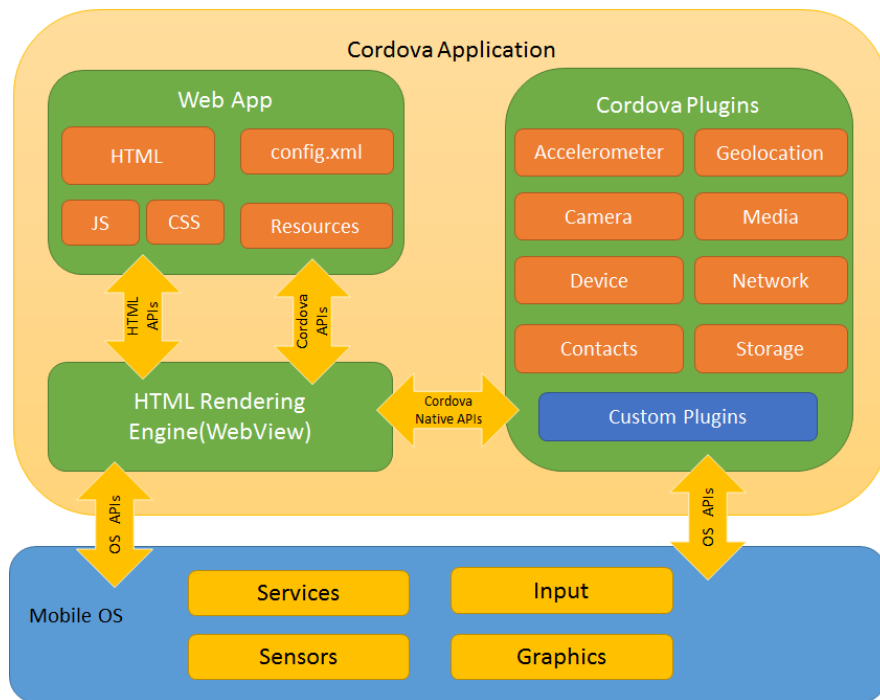 Cordova Application
Web App
HTML
config.xml
JS
CSS
Resources
HTML
APIs
Cordova
APIs
HTML Rendering
Engine(WebView)
Cordova
Native APIs
Cordova Plugins
Accelerometer
Geolocation
Camera
Media
Device
Network
Contacts
Storage
Custom Plugins
OS APIs
OS APIs
Mobile OS
Services
Input
Sensors
Graphics